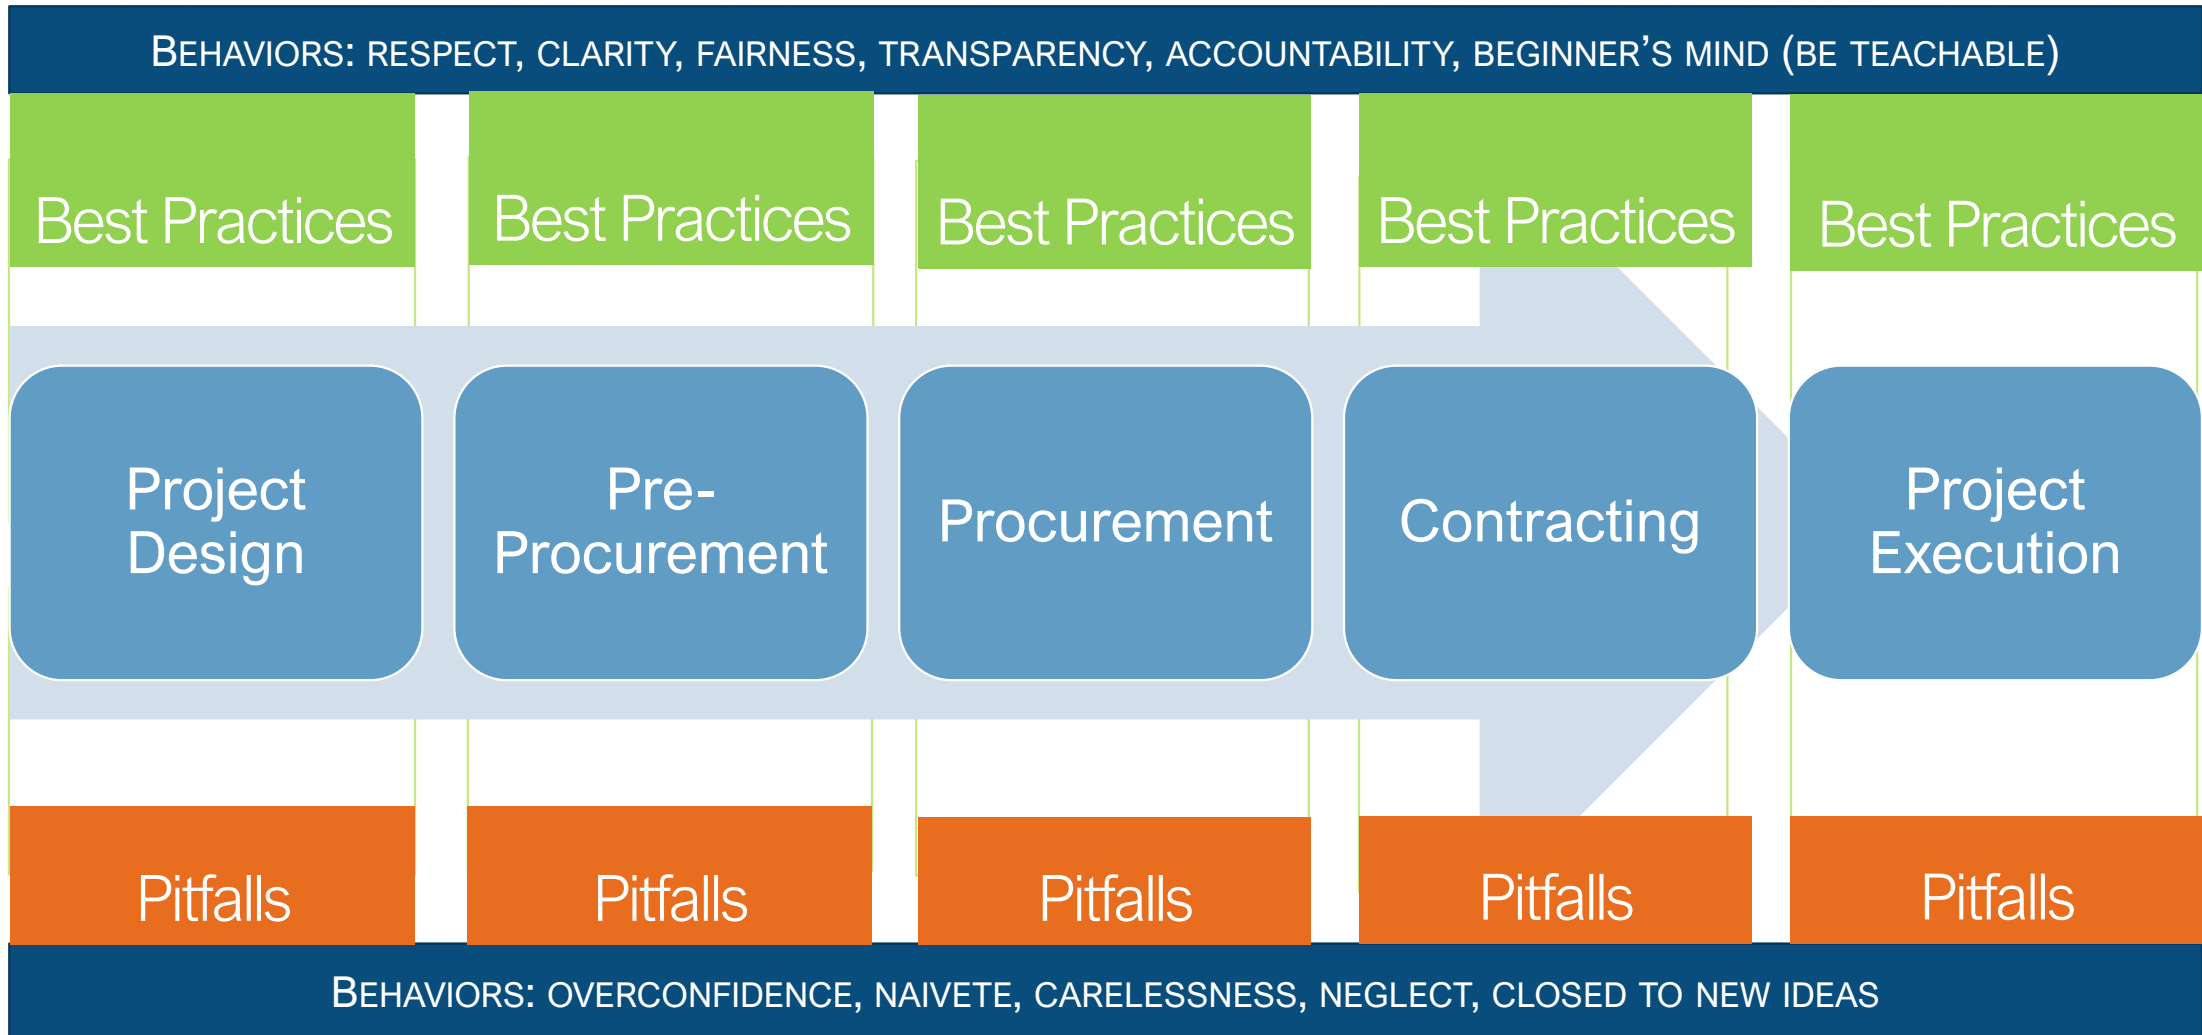 BEHAVIORS: RESPECT, CLARITY, FAIRNESS, TRANSPARENCY, ACCOUNTABILITY, BEGINNER'S MIND (BE TEACHABLE)
Best Practices
Best Practices
Best Practices
Best Practices
Best Practices
Project
Design
Pre-
Procurement
Procurement
Contracting
Project
Execution
Pitfalls
Pitfalls
Pitfalls
Pitfalls
Pitfalls
BEHAVIORS: OVERCONFIDENCE, NAIVETE, CARELESSNESS, NEGLECT, CLOSED TO NEW IDEAS